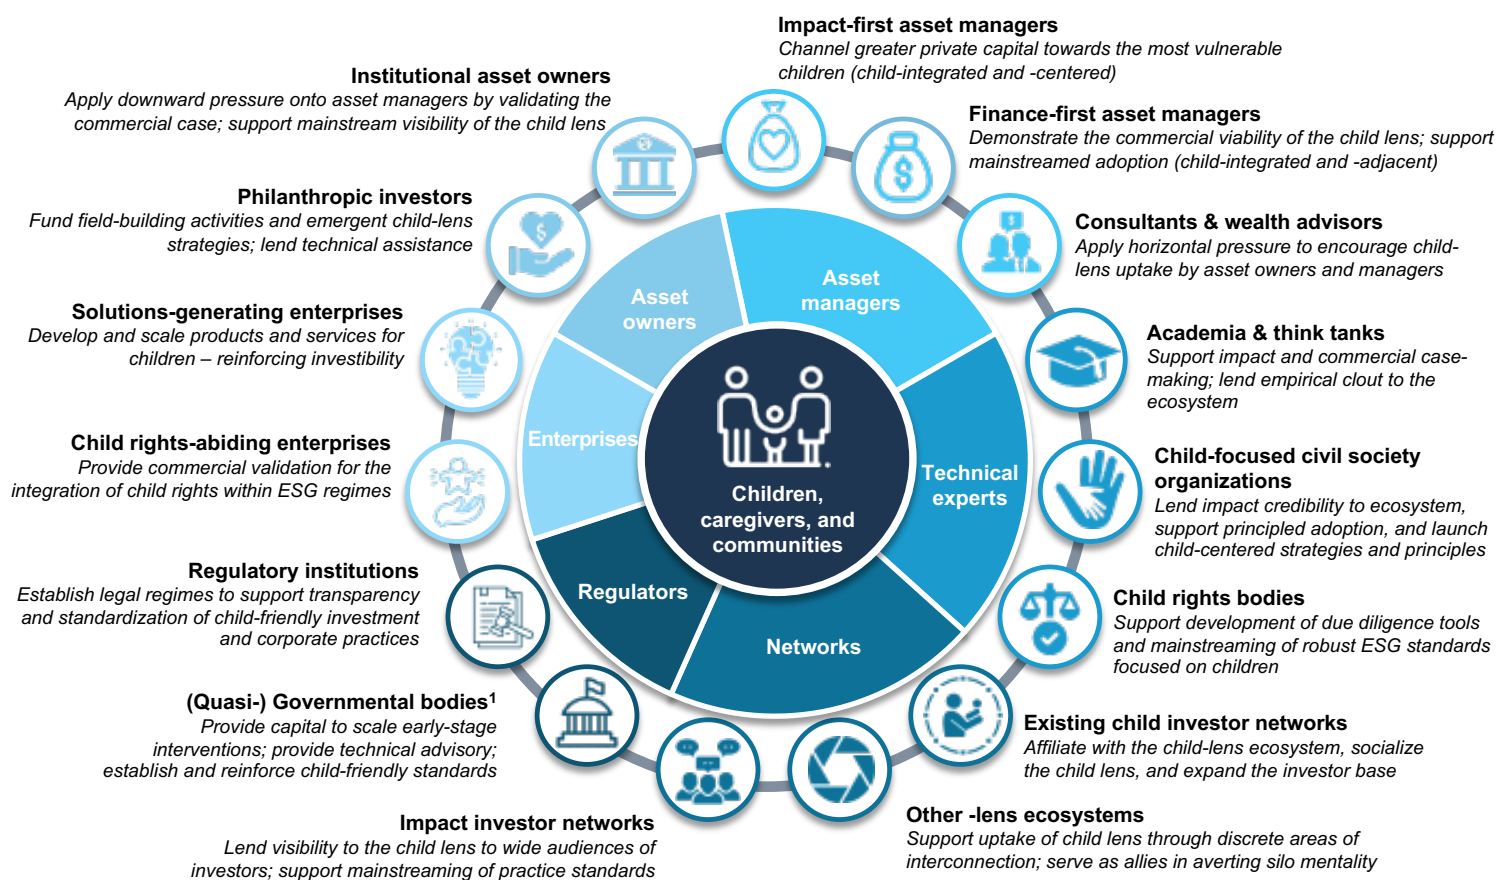 Impact-first asset managers
Channel greater private capital towards the most vulnerable
children (child-integrated and -centered)
Institutional asset owners
Apply downward pressure onto asset managers by validating the
commercial case; support mainstream visibility of the child lens
Finance-first asset managers
Demonstrate the commercial viability of the child lens; support
mainstreamed adoption (child-integrated and -adjacent)
Philanthropic investors
Fund field-building activities and emergent child-lens
strategies; lend technical assistance
Consultants & wealth advisors
Apply horizontal pressure to encourage child-
lens uptake by asset owners and managers
Solutions-generating enterprises
Develop and scale products and services for
children – reinforcing investibility
Academia & think tanks
Support impact and commercial case-
making; lend empirical clout to the
ecosystem
Child rights-abiding enterprises
Provide commercial validation for the
integration of child rights within ESG regimes
Child-focused civil society
organizations
Lend impact credibility to ecosystem,
support principled adoption, and launch
child-centered strategies and principles
Regulatory institutions
Establish legal regimes to support transparency
and standardization of child-friendly investment
and corporate practices
Child rights bodies
Support development of due diligence tools
and mainstreaming of robust ESG standards
focused on children
(Quasi-) Governmental bodies¹
Provide capital to scale early-stage
interventions; provide technical advisory;
establish and reinforce child-friendly standards
Existing child investor networks
Affiliate with the child-lens ecosystem, socialize
the child lens, and expand the investor base
Impact investor networks
Lend visibility to the child lens to wide audiences of
investors; support mainstreaming of practice standards
Other -lens ecosystems
Support uptake of child lens through discrete areas of
interconnection; serve as allies in averting silo mentality
Asset
owners
Asset
managers
Enterprises
Technical
experts
Regulators
Networks
Children,
caregivers, and
communities
$
$
$